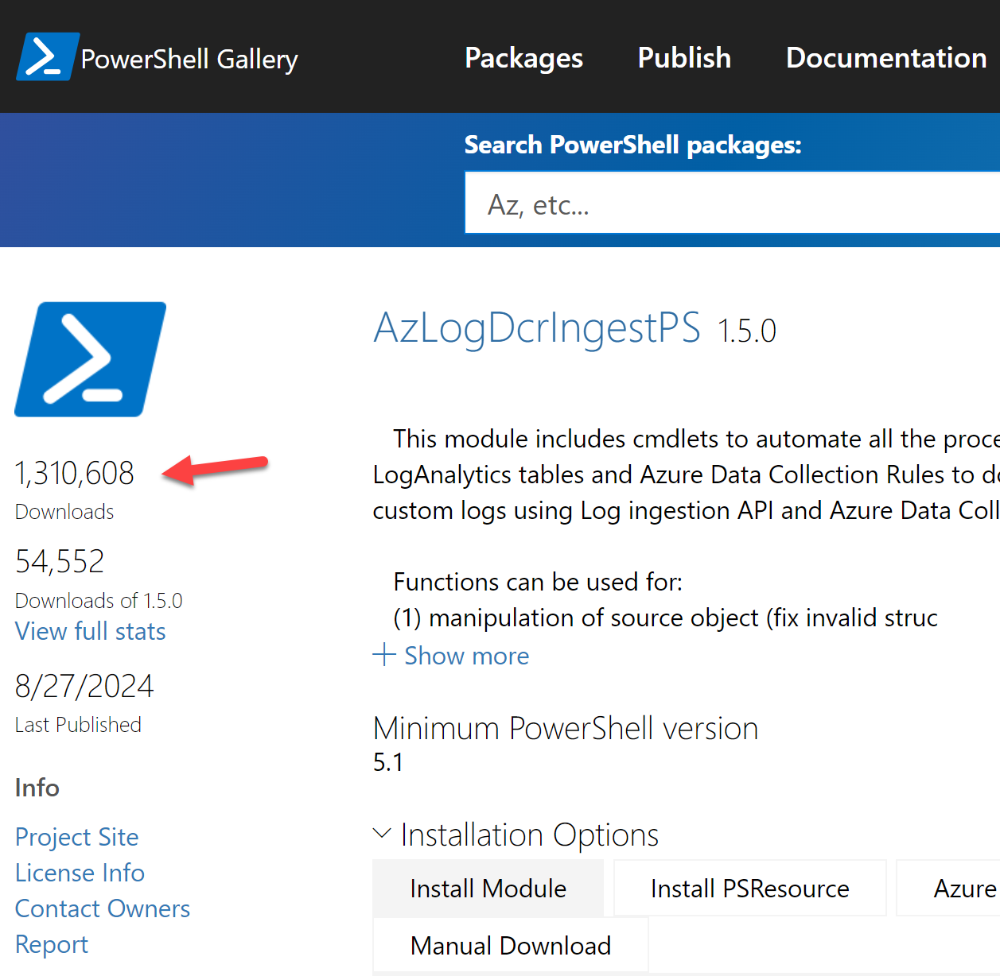 PowerShell Gallery
Packages
Publish
Documentation
Search PowerShell packages:
Az, etc...
AzLogDcrIngestPS 1.5.0
1,310,608
Downloads
54,552
Downloads of 1.5.0
View full stats
8/27/2024
Last Published
Info
Project Site
License Info
Contact Owners
Report
This module includes cmdlets to automate all the proce
LogAnalytics tables and Azure Data Collection Rules to do
custom logs using Log ingestion API and Azure Data Coll
Functions can be used for:
(1) manipulation of source object (fix invalid struc
Show more
Minimum PowerShell version
5.1
Installation Options
Install Module
Install PSResource
Azure
Manual Download